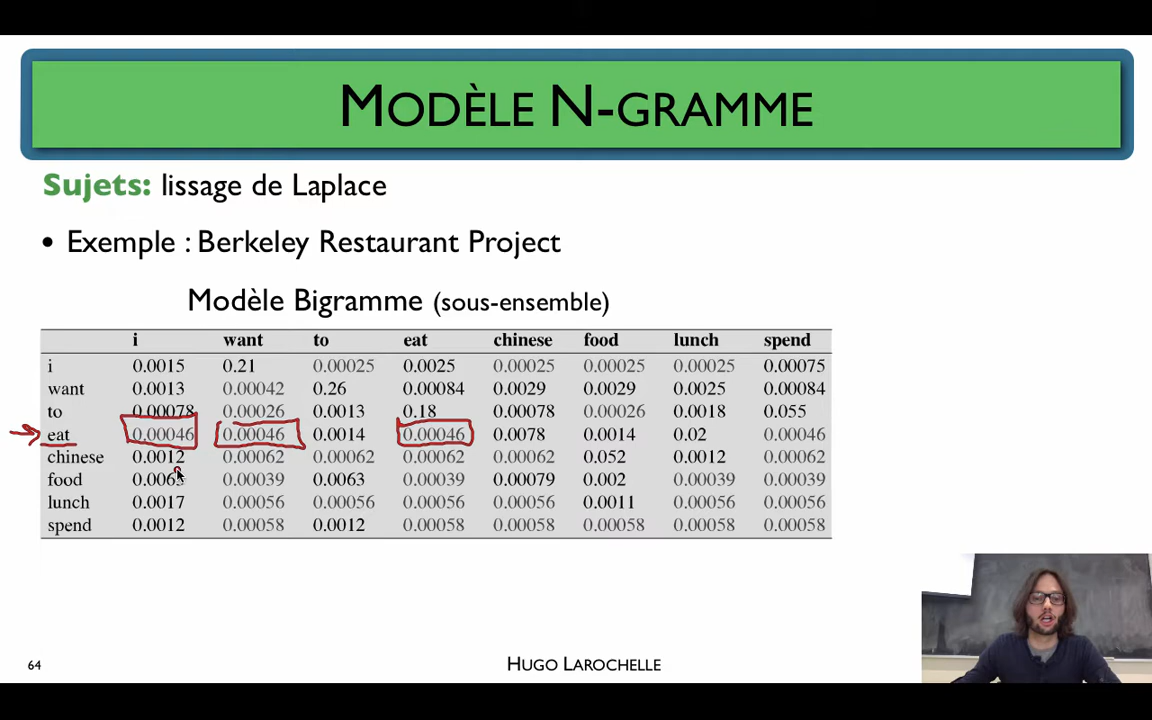 MODÈLE N-GRAMME
Sujets: lissage de Laplace
• Exemple : Berkeley Restaurant Project
Modèle Bigramme (sous-ensemble)
i want to eat chinese food lunch spend
i 0.0015 0.21 0.00025 0.0025 0.00025 0.00025 0.00025 0.00075
want 0.0013 0.00042 0.26 0.00084 0.0029 0.0029 0.0025 0.00084
to 0.00078 0.00026 0.0013 0.18 0.00078 0.00026 0.0018 0.055
eat 0.00046 0.00046 0.0014 0.00046 0.0078 0.0014 0.02 0.00046
chinese 0.0012 0.00062 0.00062 0.00062 0.00062 0.052 0.0012 0.00062
food 0.0063 0.00039 0.0063 0.00039 0.00079 0.002 0.00039 0.00039
lunch 0.0017 0.00056 0.00056 0.00056 0.00056 0.0011 0.00056 0.00056
spend 0.0012 0.00058 0.0012 0.00058 0.00058 0.00058 0.00058 0.00058
64
HUGO LAROCHELLE